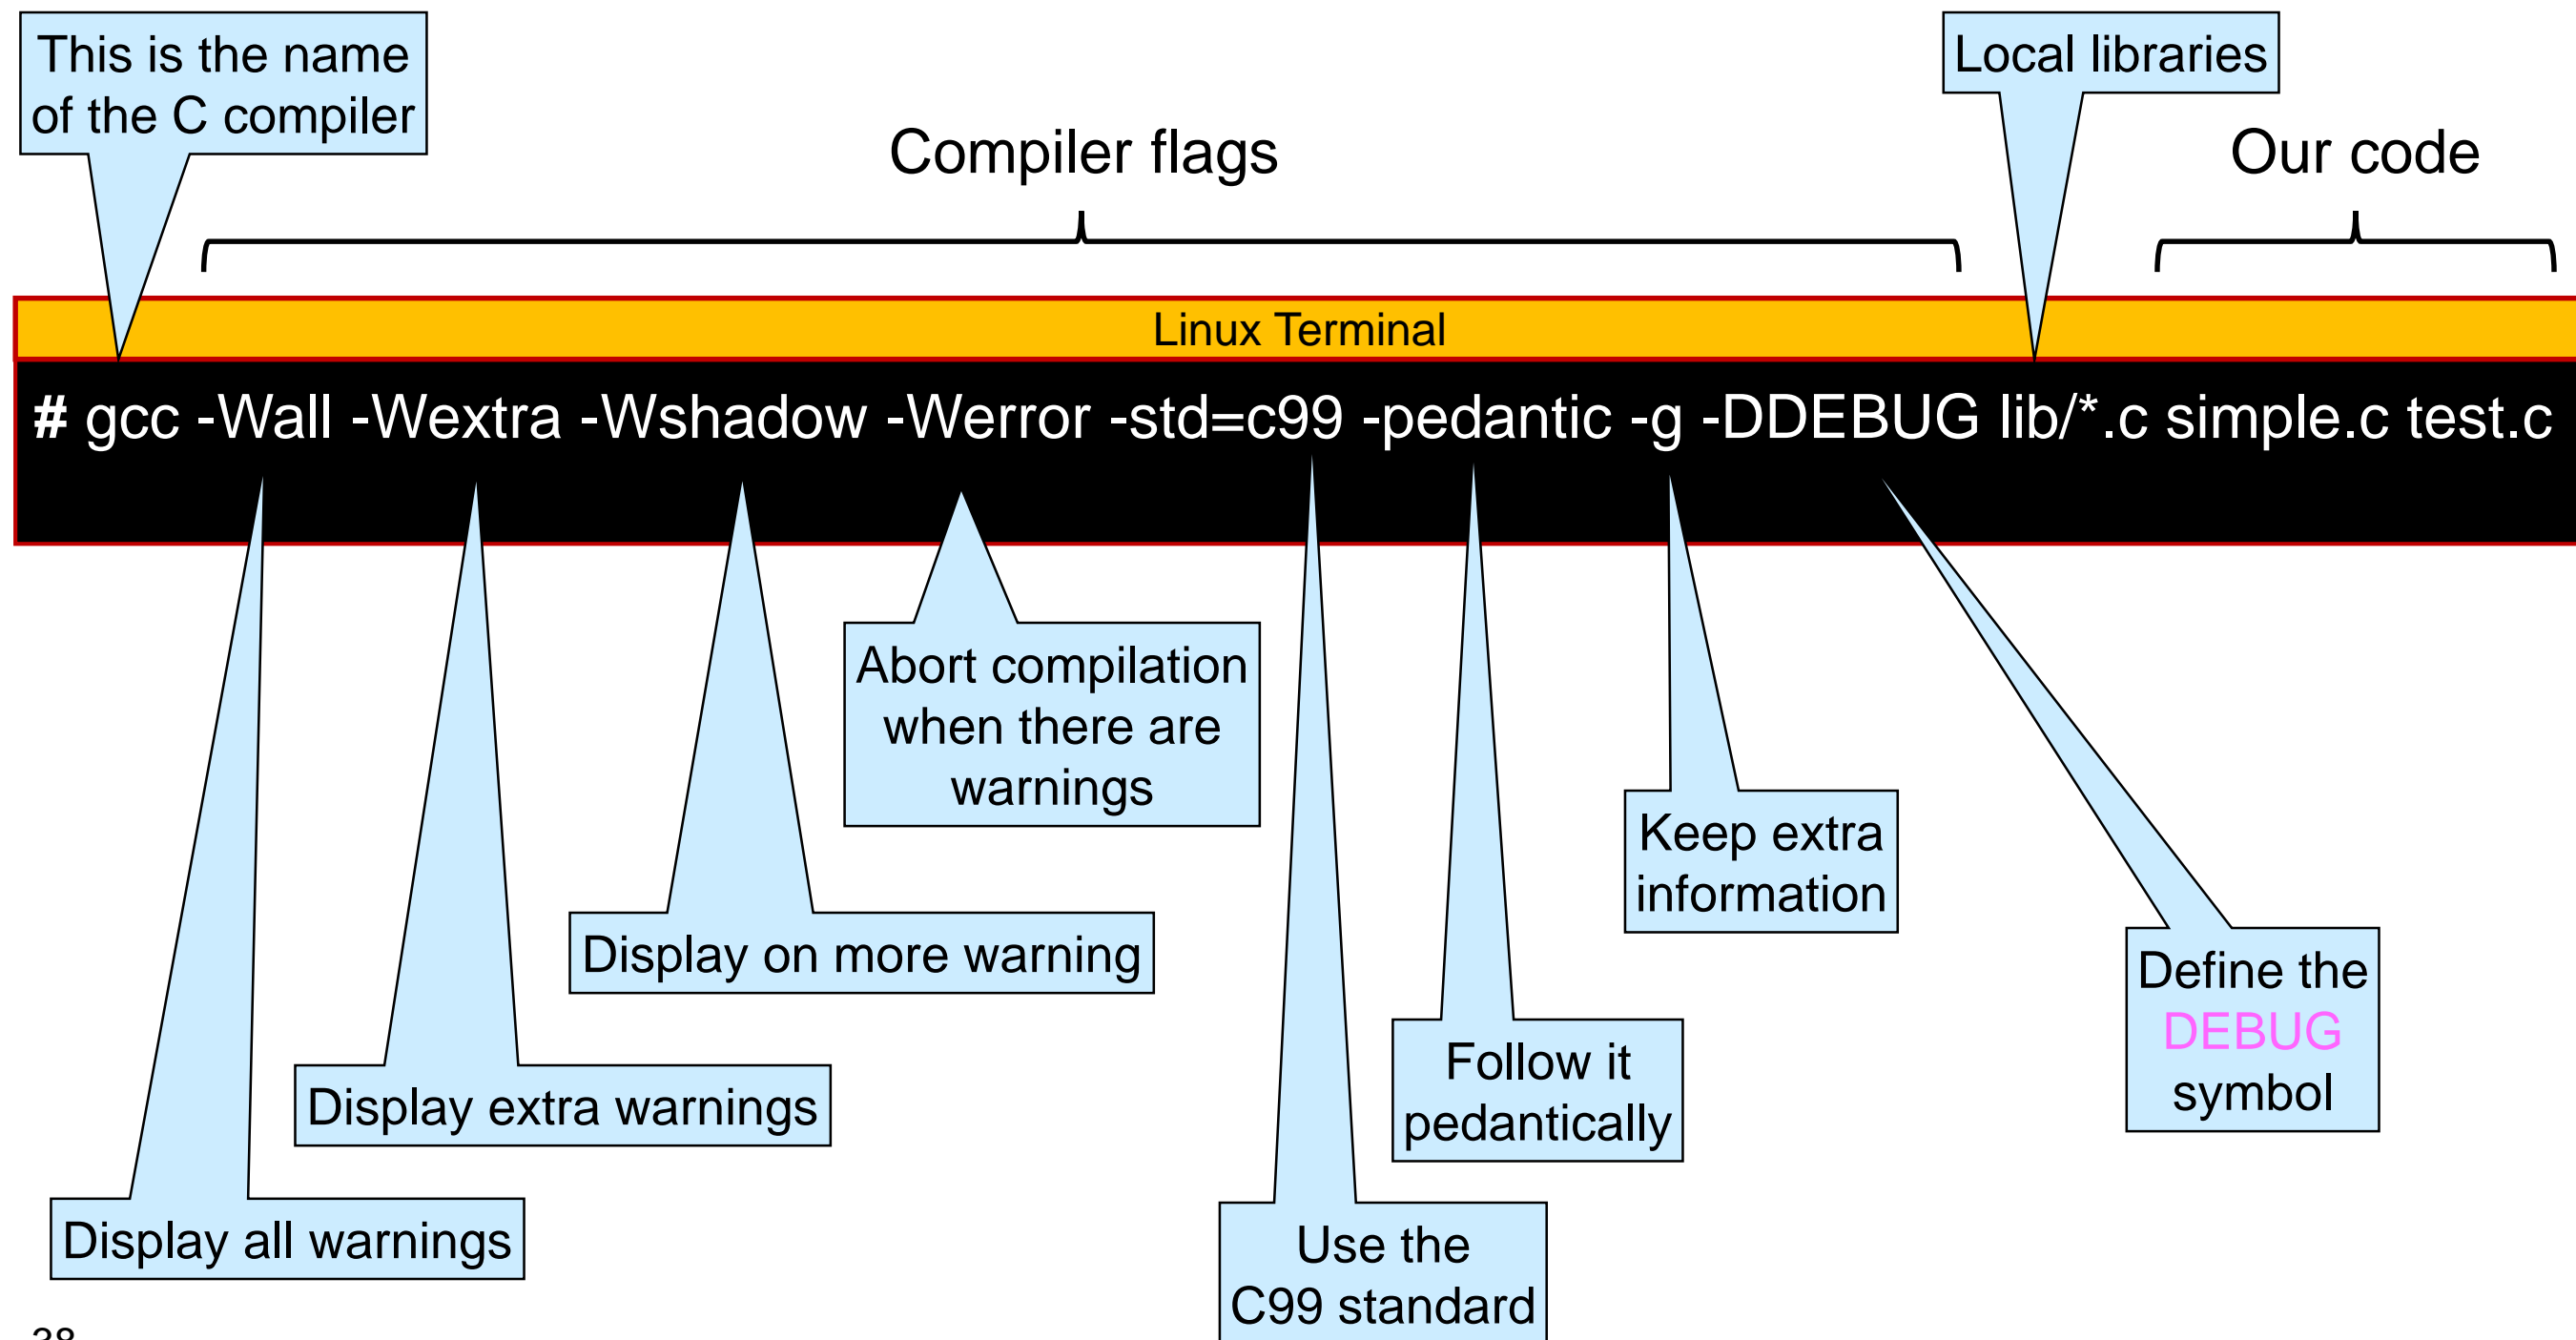 This is the name
of the C compiler
Local libraries
Compiler flags
Our code
Linux Terminal
# gcc -Wall -Wextra -Wshadow -Werror -std=c99 -pedantic -g -DDEBUG lib/*.c simple.c test.c
Abort compilation
when there are
warnings
Keep extra
information
Display on more warning
Define the
DEBUG
symbol
Follow it
pedantically
Display extra warnings
Display all warnings
Use the
C99 standard
38